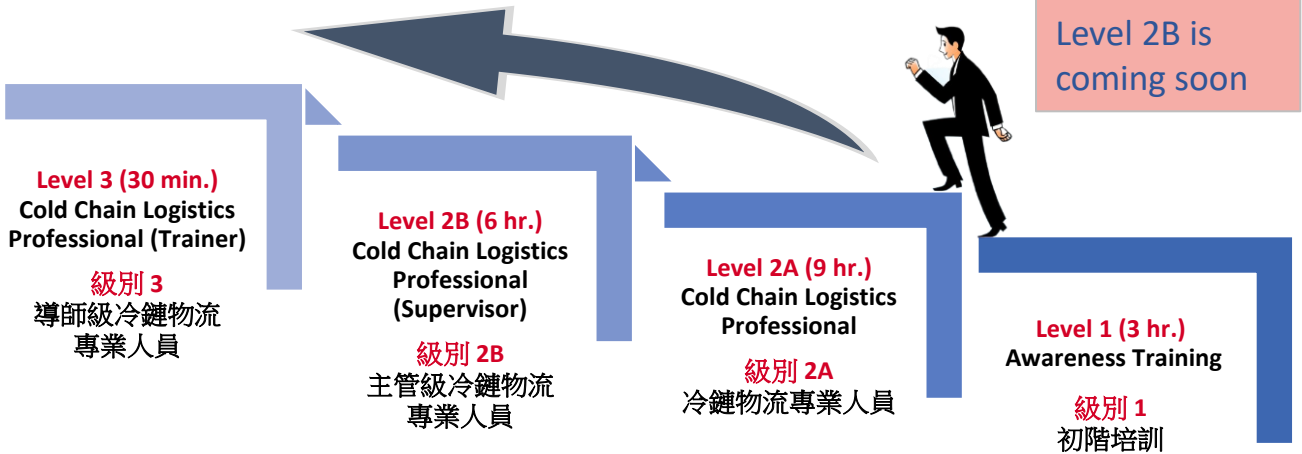 Level 2B is
coming soon
Level 3 (30 min.)
Cold Chain Logistics
Professional (Trainer)
級別 3
導師級冷鏈物流
專業人員
Level 2B (6 hr.)
Cold Chain Logistics
Professional
(Supervisor)
級別 2B
主管級冷鏈物流
專業人員
Level 2A (9 hr.)
Cold Chain Logistics
Professional
級別 2A
冷鏈物流專業人員
Level 1 (3 hr.)
Awareness Training
級別 1
初階培訓